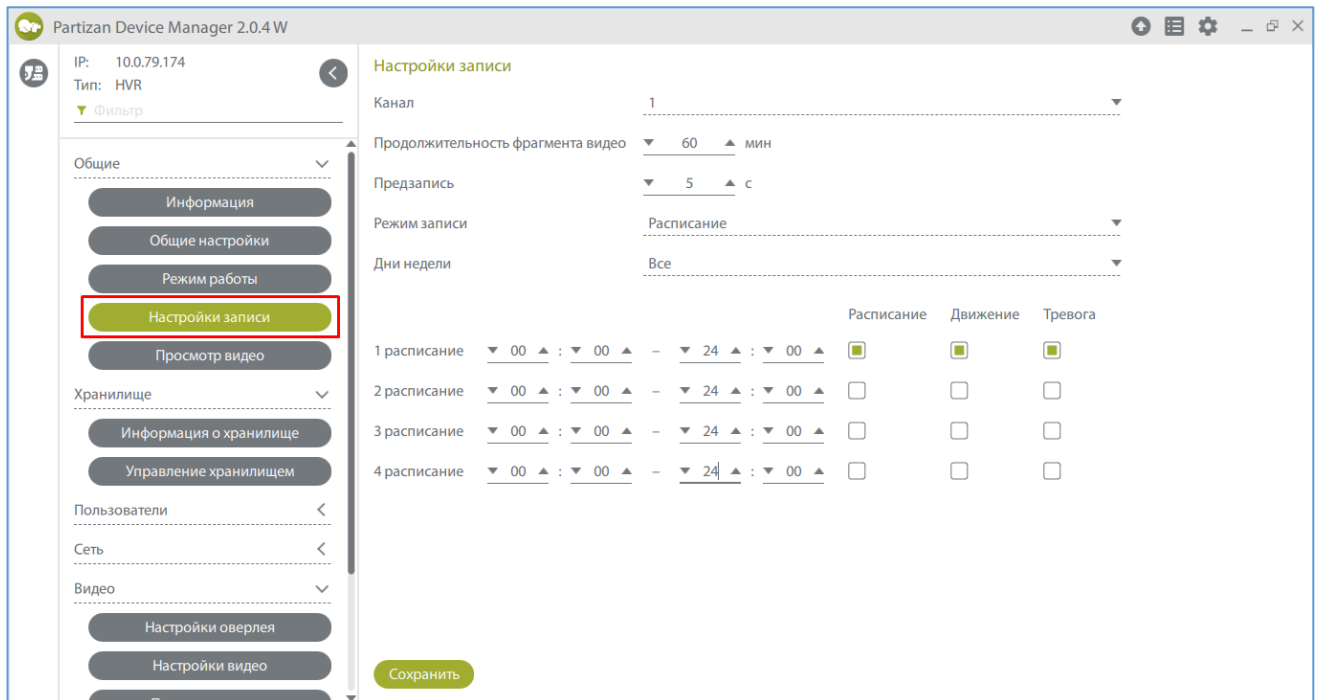 Partizan Device Manager 2.0.4 W
IP: 10.0.79.174
Тип: HVR
Фильтр
Общие
Информация
Общие настройки
Режим работы
Настройки записи
Просмотр видео
Хранилище
Информация о хранилище
Управление хранилищем
Пользователи
Сеть
Видео
Настройки оверлея
Настройки видео
Настройки записи
Канал 1
Продолжительность фрагмента видео 60 мин
Предзапись 5 с
Режим записи Расписание
Дни недели Все
Расписание Движение Тревога
1 расписание 00 : 00 – 24 : 00
2 расписание 00 : 00 – 24 : 00
3 расписание 00 : 00 – 24 : 00
4 расписание 00 : 00 – 24 : 00
Сохранить